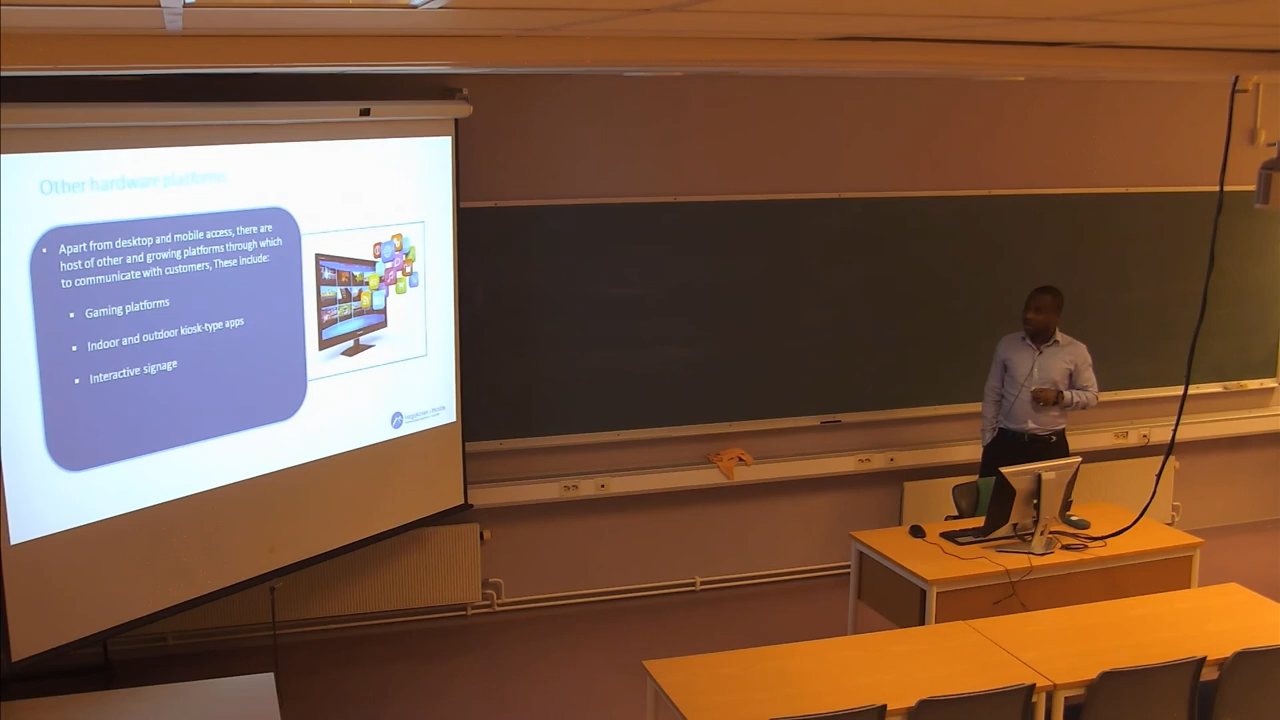 Other hardware platforms
▪ Apart from desktop and mobile access, there are
host of other and growing platforms through which
to communicate with customers, These include:
▪ Gaming platforms
▪ Indoor and outdoor kiosk-type apps
▪ Interactive signage